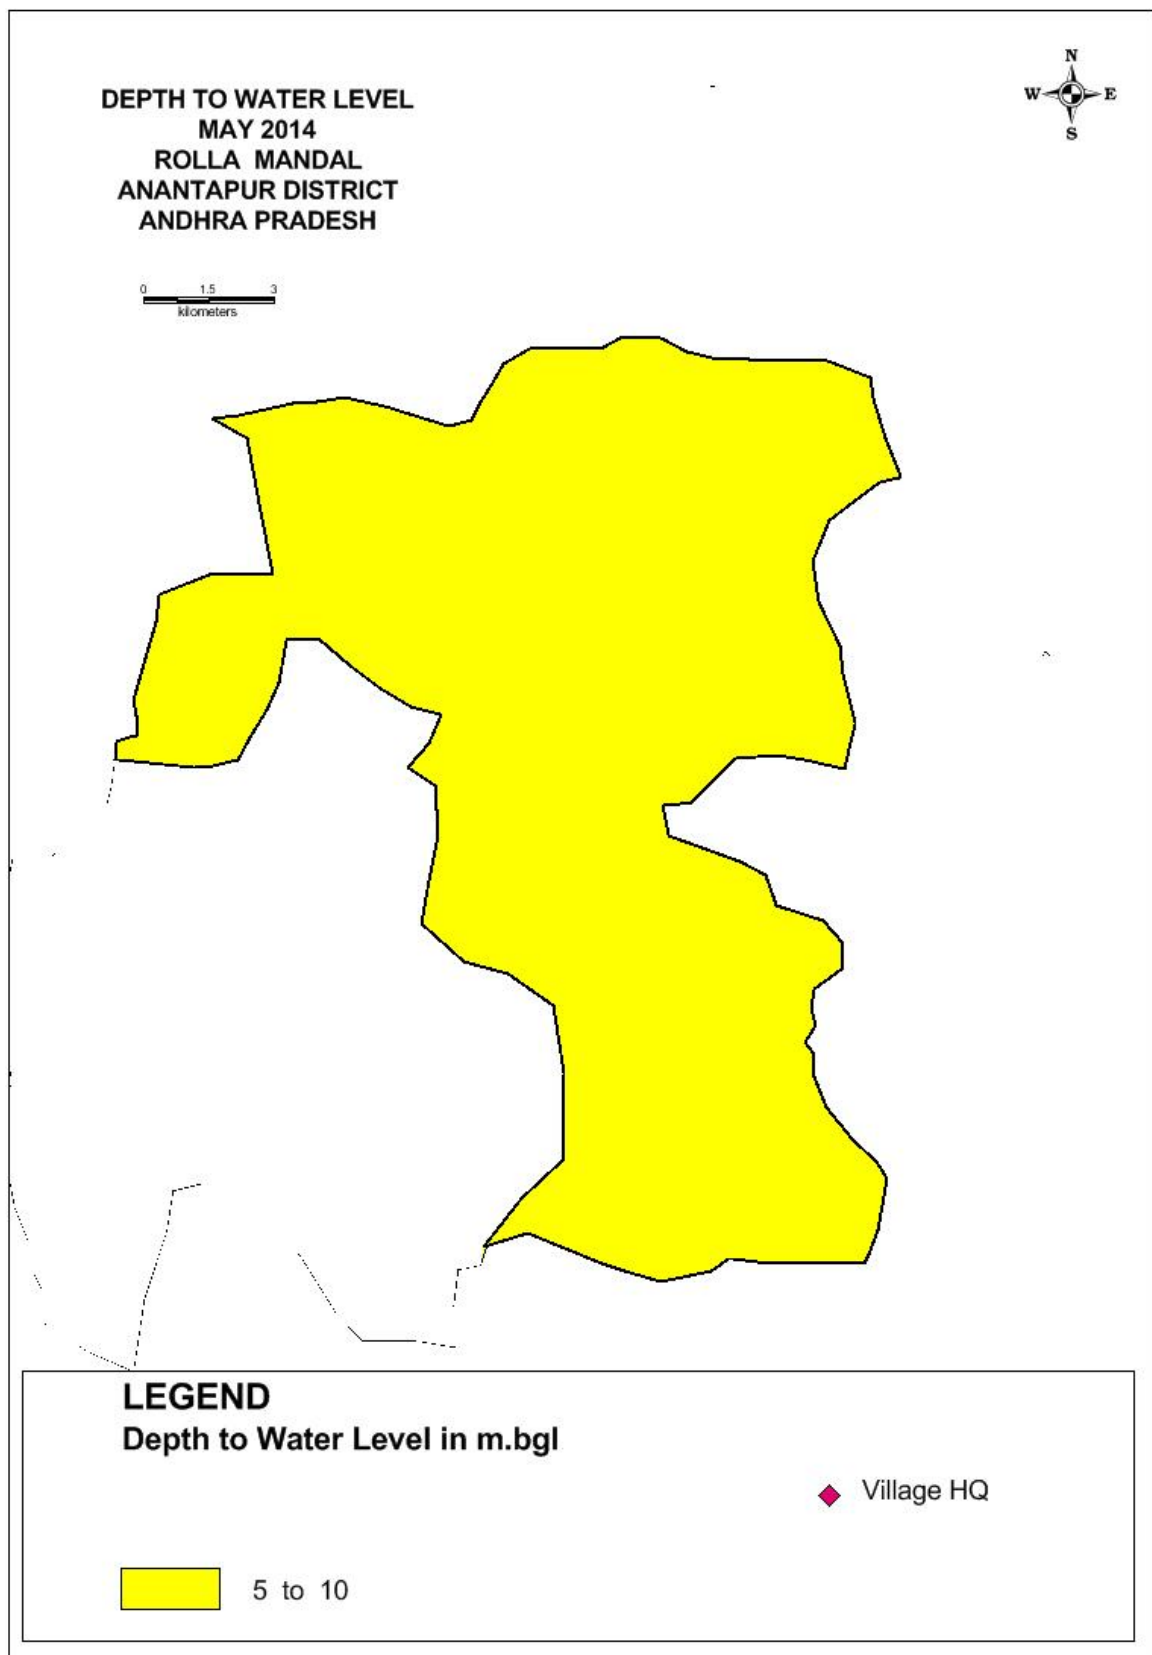 DEPTH TO WATER LEVEL
MAY 2014
ROLLA MANDAL
ANANTAPUR DISTRICT
ANDHRA PRADESH
N
W E
S
0 1.5 3
kilometers
LEGEND
Depth to Water Level in m.bgl
Village HQ
5 to 10